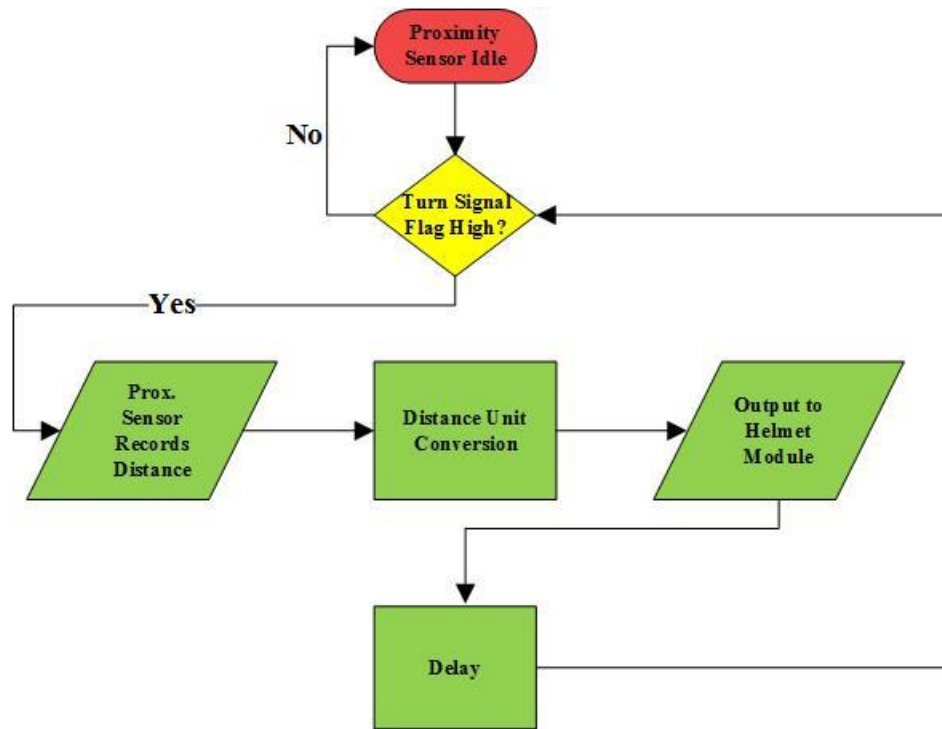 Proximity
Sensor Idle
No
Turn Signal
Flag High?
Yes
Prox.
Sensor
Records
Distance
Distance Unit
Conversion
Output to
Helmet
Module
Delay